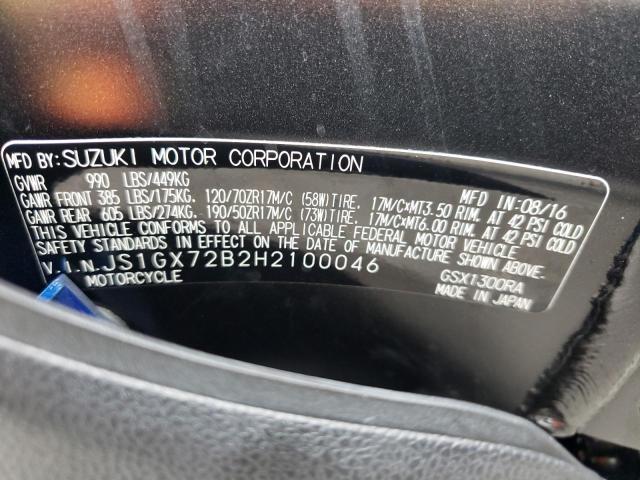 MFD BY:SUZUKI MOTOR CORPORATION MFD IN:08/16
GVWR 990 LBS/449KG
GAWR FRONT 385 LBS/175KG, 120/70ZR17M/C (58W)TIRE, 17M/C×MT3.50 RIM, AT 42 PSI COLD
GAWR REAR 605 LBS/274KG, 190/50ZR17M/C (73W)TIRE, 17M/C×MT6.00 RIM, AT 42 PSI COLD
THIS VEHICLE CONFORMS TO ALL APPLICABLE FEDERAL MOTOR VEHICLE
SAFETY STANDARDS IN EFFECT ON THE DATE OF MANUFACTURE SHOWN ABOVE.
V.I.N.JS1GX72B2H2100046 GSX1300RA
MOTORCYCLE MADE IN JAPAN